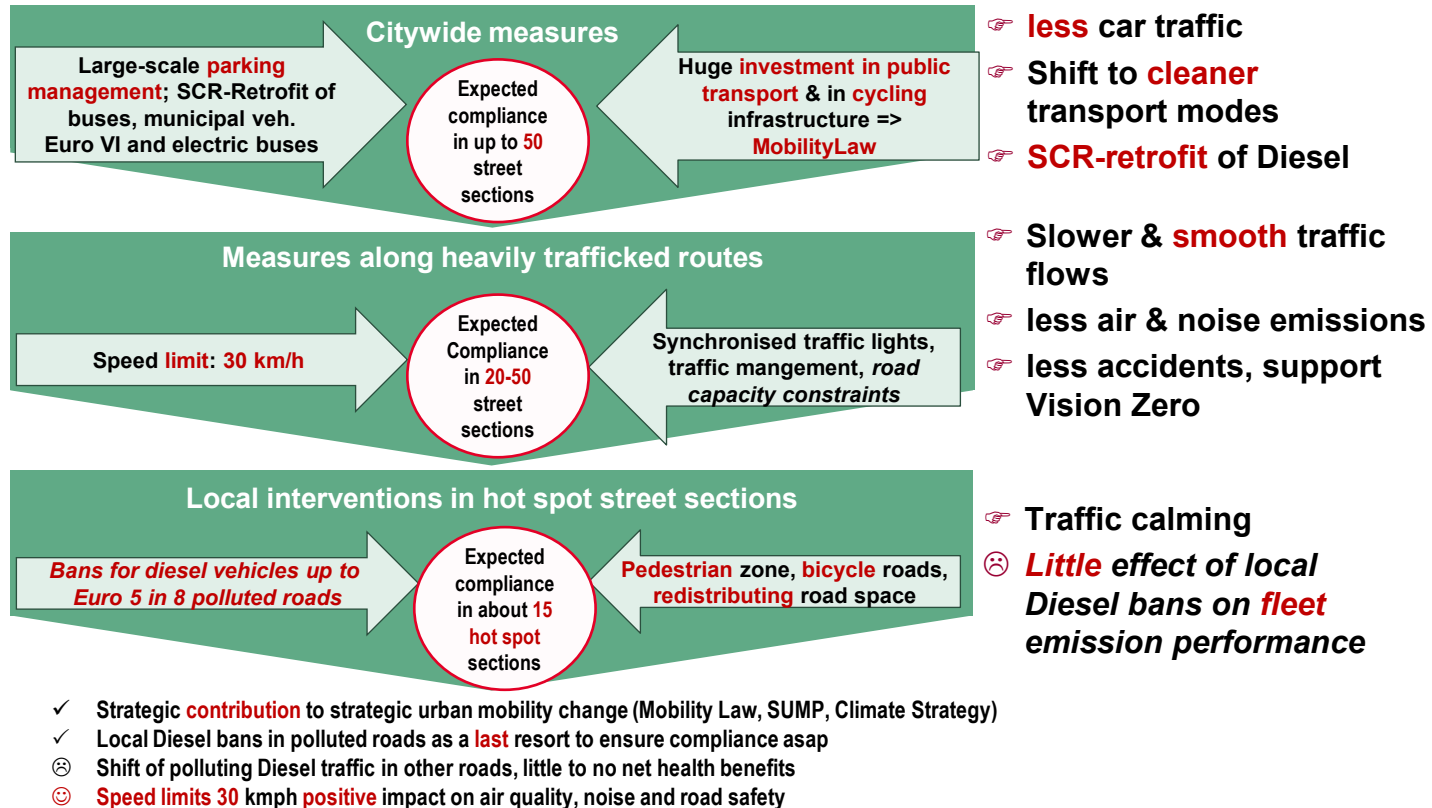 Citywide measures
Large-scale parking
management; SCR-Retrofit of
buses, municipal veh.
Euro VI and electric buses
Expected
compliance
in up to 50
street
sections
Huge investment in public
transport & in cycling
infrastructure =>
MobilityLaw
☞ less car traffic
☞ Shift to cleaner
transport modes
☞ SCR-retrofit of Diesel
Measures along heavily trafficked routes
Speed limit: 30 km/h
Expected
Compliance
in 20-50
street
sections
Synchronised traffic lights,
traffic mangement, road
capacity constraints
☞ Slower & smooth traffic
flows
☞ less air & noise emissions
☞ less accidents, support
Vision Zero
Local interventions in hot spot street sections
Bans for diesel vehicles up to
Euro 5 in 8 polluted roads
Expected
compliance
in about 15
hot spot
sections
Pedestrian zone, bicycle roads,
redistributing road space
☞ Traffic calming
☹ Little effect of local
Diesel bans on fleet
emission performance
✓ Strategic contribution to strategic urban mobility change (Mobility Law, SUMP, Climate Strategy)
✓ Local Diesel bans in polluted roads as a last resort to ensure compliance asap
☹ Shift of polluting Diesel traffic in other roads, little to no net health benefits
☺ Speed limits 30 kmph positive impact on air quality, noise and road safety